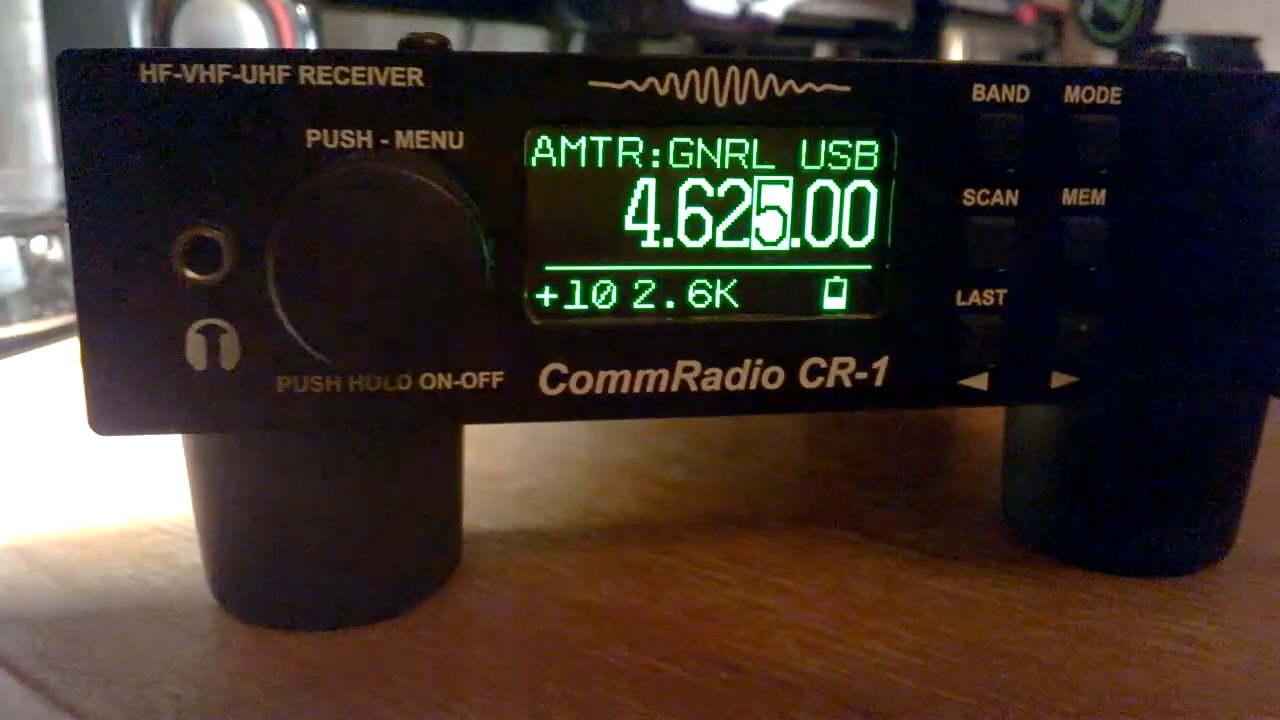 HF-VHF-UHF RECEIVER
PUSH - MENU
PUSH HOLD ON-OFF
AMTR:GNRL USB
4.625.00
+10 2.6K
CommRadio CR-1
BAND MODE
SCAN MEM
LAST